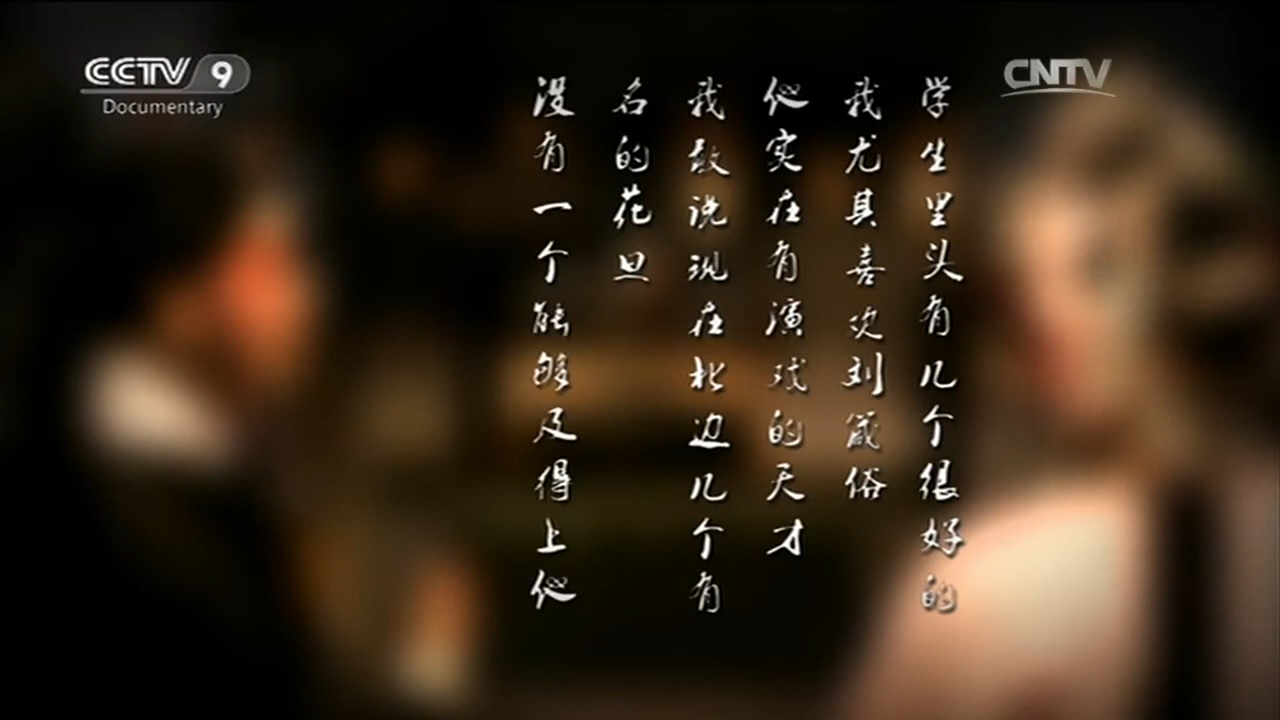 CCTV 9
Documentary
CNTV
学生里头有几个很好的
我尤其喜欢刘箴俗
他实在有演戏的天才
我敢说现在北边几个有
名的花旦
没有一个能够及得上他